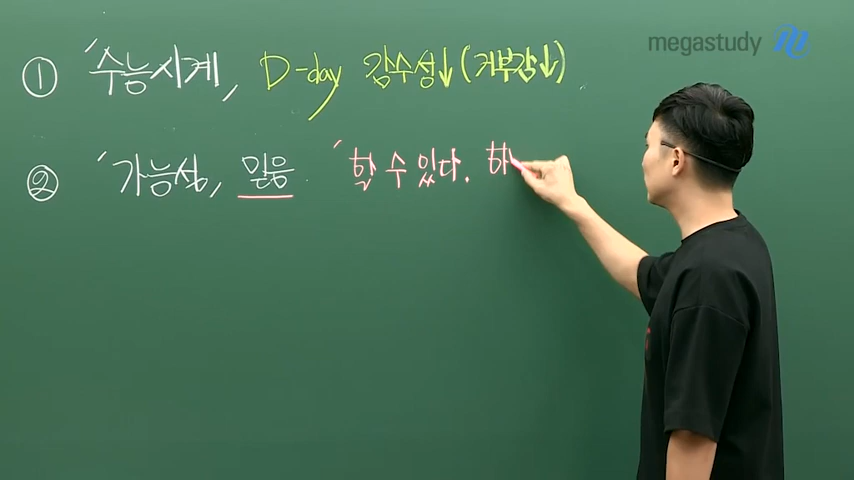 megastudy
① '수능시계, D-day 감수성↓(거부감↓)
② '가능성, 믿음. '할 수 있다. 하